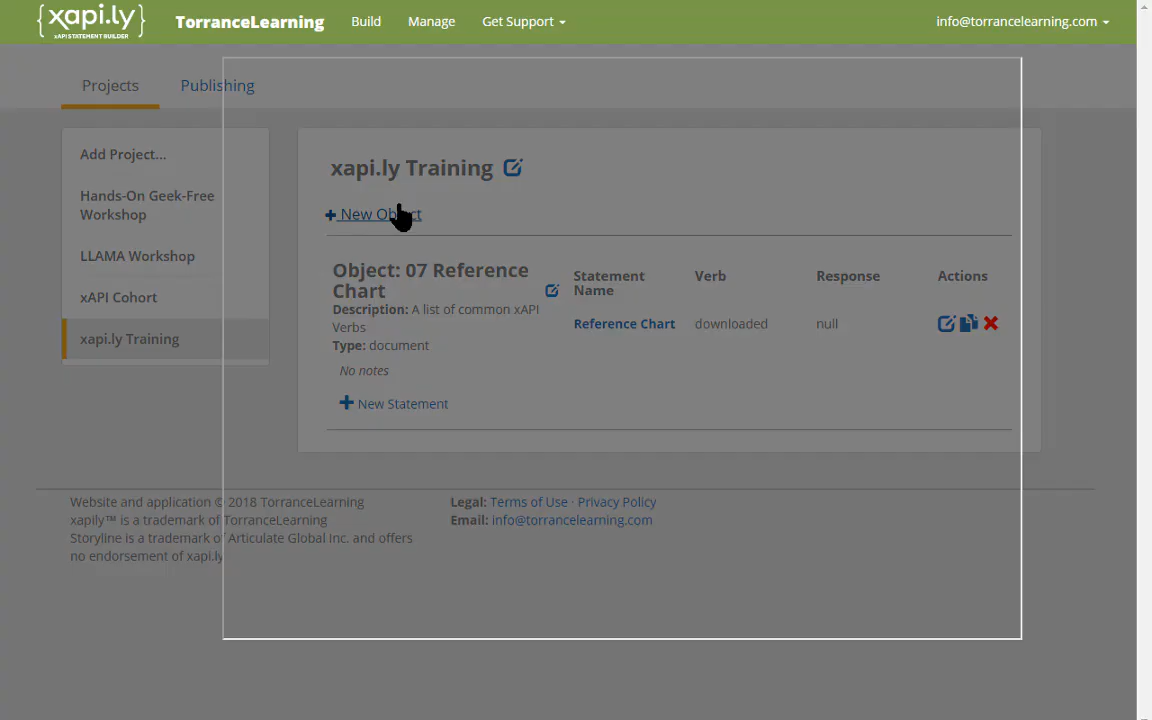 {xapi.ly}
xAPI STATEMENT BUILDER
TorranceLearning
Build
Manage
Get Support
info@torrancelearning.com
Projects
Publishing
Add Project...
Hands-On Geek-Free
Workshop
LLAMA Workshop
xAPI Cohort
xapi.ly Training
xapi.ly Training
New Object
Object: 07 Reference
Chart
Description: A list of common xAPI
Verbs
Type: document
No notes
New Statement
Statement
Name
Verb
Response
Actions
Reference Chart
downloaded
null
Website and application © 2018 TorranceLearning
xapily™ is a trademark of TorranceLearning
Storyline is a trademark of Articulate Global Inc. and offers
no endorsement of xapi.ly
Legal: Terms of Use · Privacy Policy
Email: info@torrancelearning.com